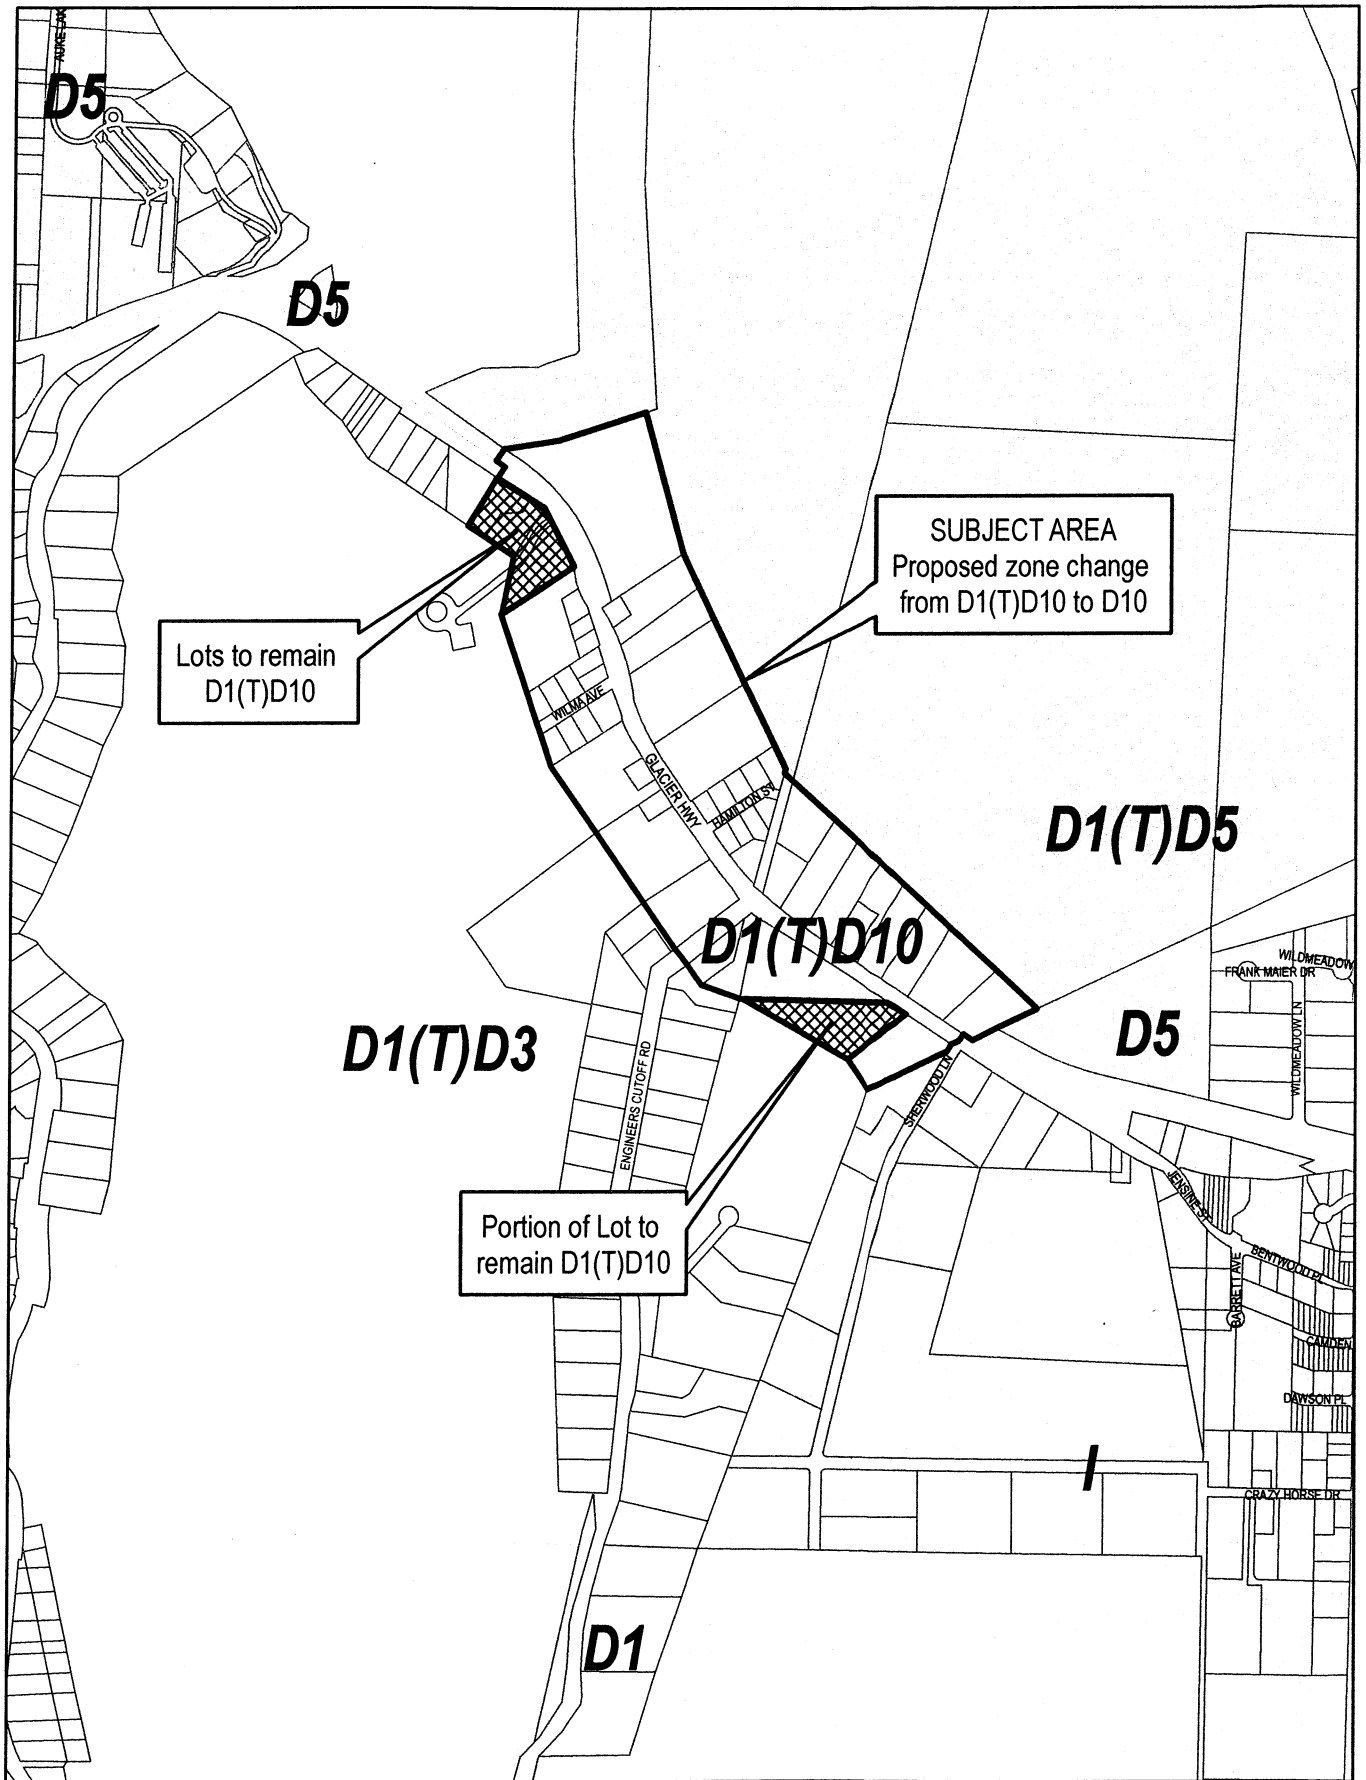 AUKE LAK
D5
D5
SUBJECT AREA
Proposed zone change
from D1(T)D10 to D10
Lots to remain
D1(T)D10
WILMA AVE
GLACIER HWY
HAMILTON ST
D1(T)D5
D1(T)D10
WILDMEADOW
FRANK MAIER DR
WILDMEADOW LN
D5
D1(T)D3
ENGINEERS CUTOFF RD
SHERWOOD LN
Portion of Lot to
remain D1(T)D10
JENSINE ST
BENTWOOD PL
BARRETT AVE
CAMDEN
DAWSON PL
I
CRAZY HORSE DR
D1